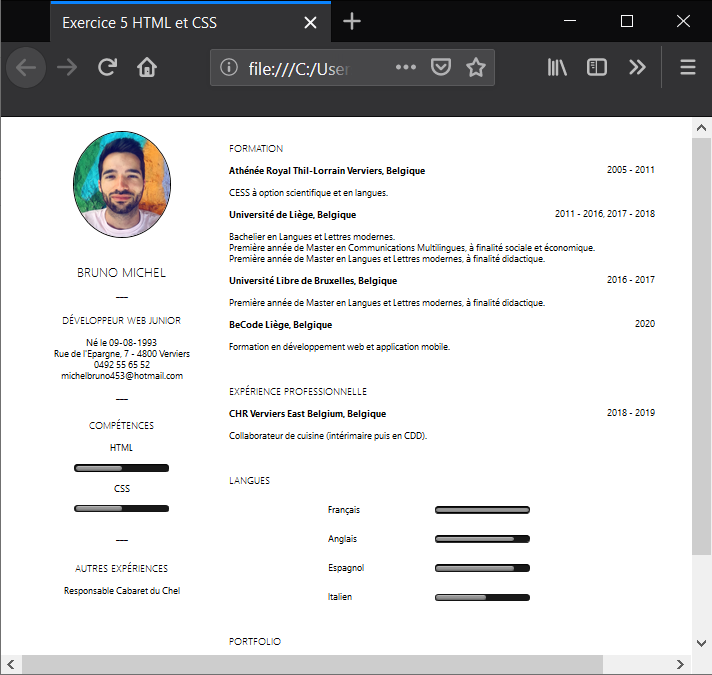 Exercice 5 HTML et CSS
file:///C:/User
BRUNO MICHEL
DÉVELOPPEUR WEB JUNIOR
Né le 09-08-1993
Rue de l'Epargne, 7 - 4800 Verviers
0492 55 65 52
michelbruno453@hotmail.com
COMPÉTENCES
HTML
CSS
AUTRES EXPÉRIENCES
Responsable Cabaret du Chel
FORMATION
Athénée Royal Thil-Lorrain Verviers, Belgique 2005 - 2011
CESS à option scientifique et en langues.
Université de Liège, Belgique 2011 - 2016, 2017 - 2018
Bachelier en Langues et Lettres modernes.
Première année de Master en Communications Multilingues, à finalité sociale et économique.
Première année de Master en Langues et Lettres modernes, à finalité didactique.
Université Libre de Bruxelles, Belgique 2016 - 2017
Première année de Master en Langues et Lettres modernes, à finalité didactique.
BeCode Liège, Belgique 2020
Formation en développement web et application mobile.
EXPÉRIENCE PROFESSIONNELLE
CHR Verviers East Belgium, Belgique 2018 - 2019
Collaborateur de cuisine (intérimaire puis en CDD).
LANGUES
Français
Anglais
Espagnol
Italien
PORTFOLIO